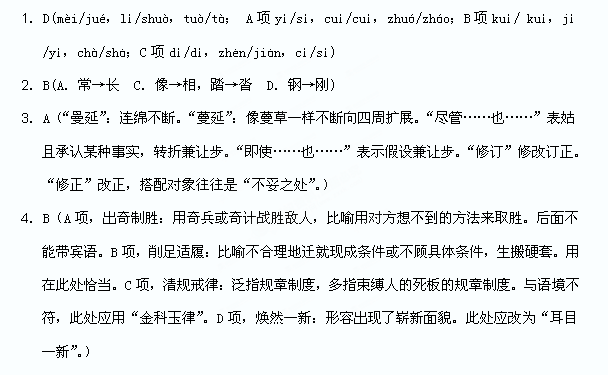 1. D(mèi/jué, lì/shuò, tuò/tà; A项yí/sì, cuì/cuì, zhuó/zháo; B项kuì/ kuì, jì
/yì, chà/shà; C项dī/dǐ, zhēn/jiān, cì/sì)
2. B(A. 常→长 C. 像→相，踏→沓 D. 钢→刚)
3. A（“曼延”：连绵不断。“蔓延”：像蔓草一样不断向四周扩展。“尽管……也……”表姑
且承认某种事实，转折兼让步。“即使……也……”表示假设兼让步。“修订”修改订正。
“修正”改正，搭配对象往往是“不妥之处”。）
4. B（A项，出奇制胜：用奇兵或奇计战胜敌人，比喻用对方想不到的方法来取胜。后面不
能带宾语。B项，削足适履：比喻不合理地迁就现成条件或不顾具体条件，生搬硬套。用
在此处恰当。C项，清规戒律：泛指规章制度，多指束缚人的死板的规章制度。与语境不
符，此处应用“金科玉律”。D项，焕然一新：形容出现了崭新面貌。此处应改为“耳目
一新”。）